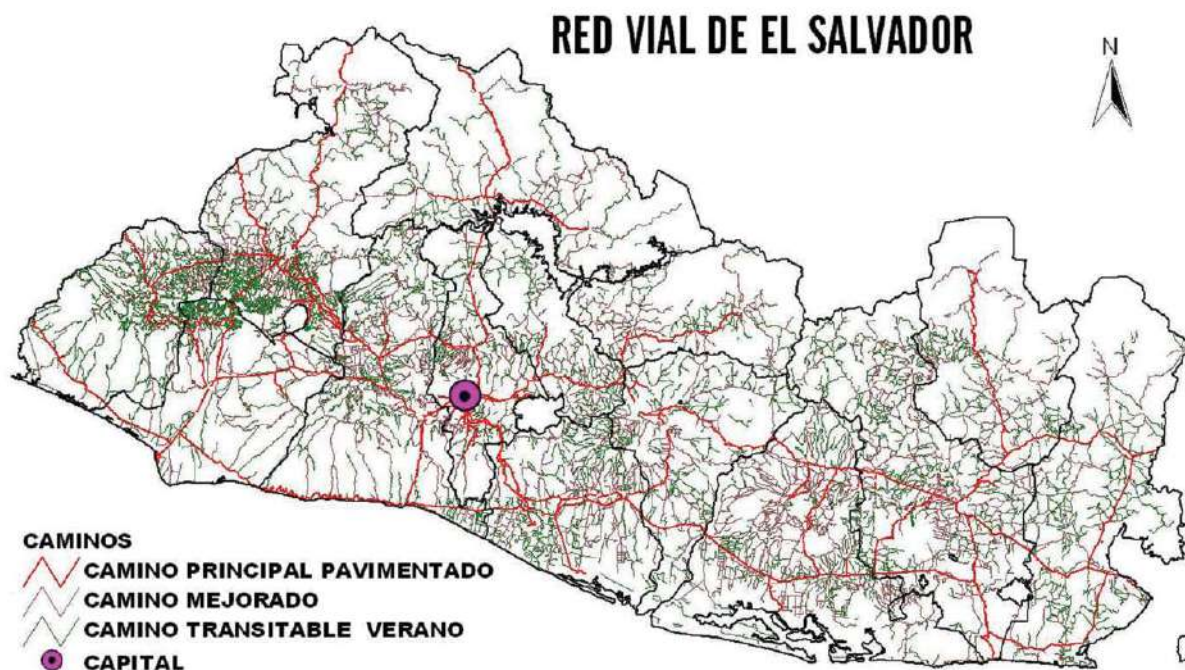 RED VIAL DE EL SALVADOR
N
CAMINOS
CAMINO PRINCIPAL PAVIMENTADO
CAMINO MEJORADO
CAMINO TRANSITABLE VERANO
CAPITAL